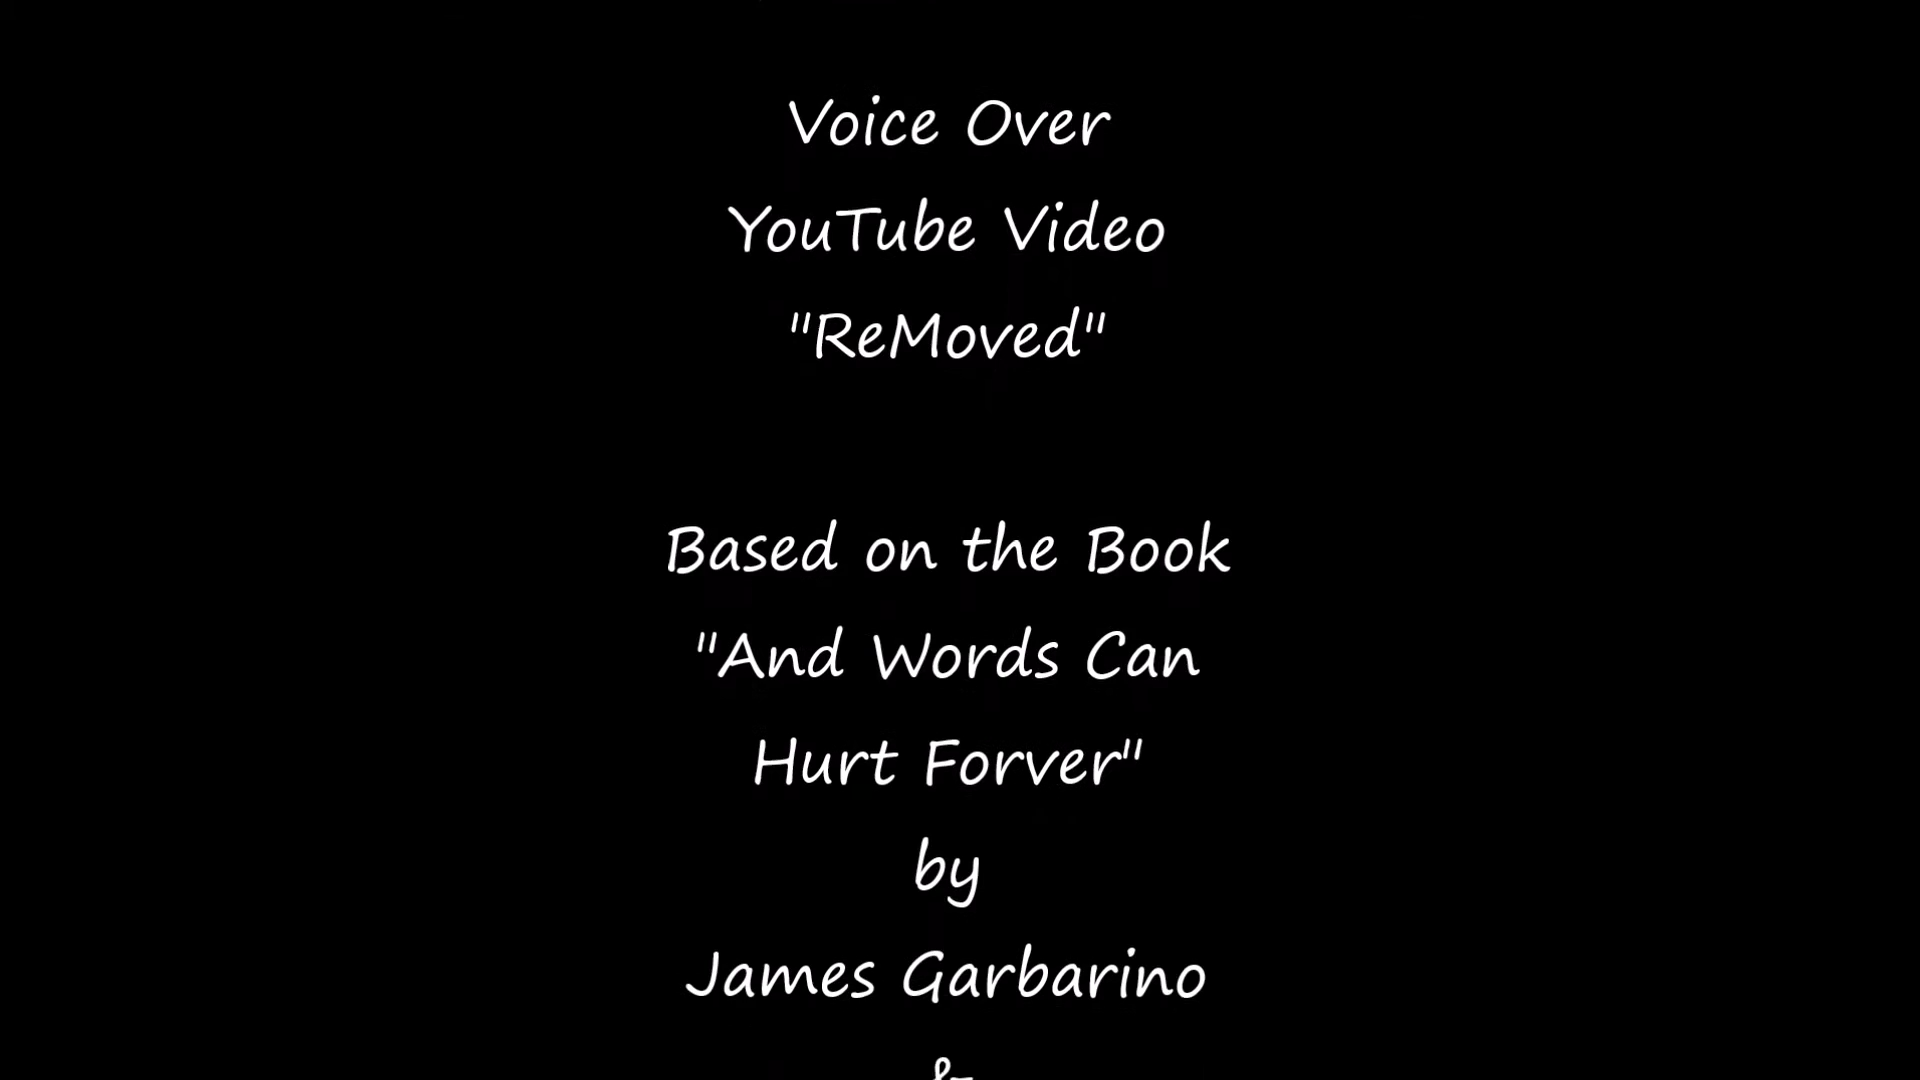 Voice Over
YouTube Video
"ReMoved"
Based on the Book
"And Words Can
Hurt Forver"
by
James Garbarino
&